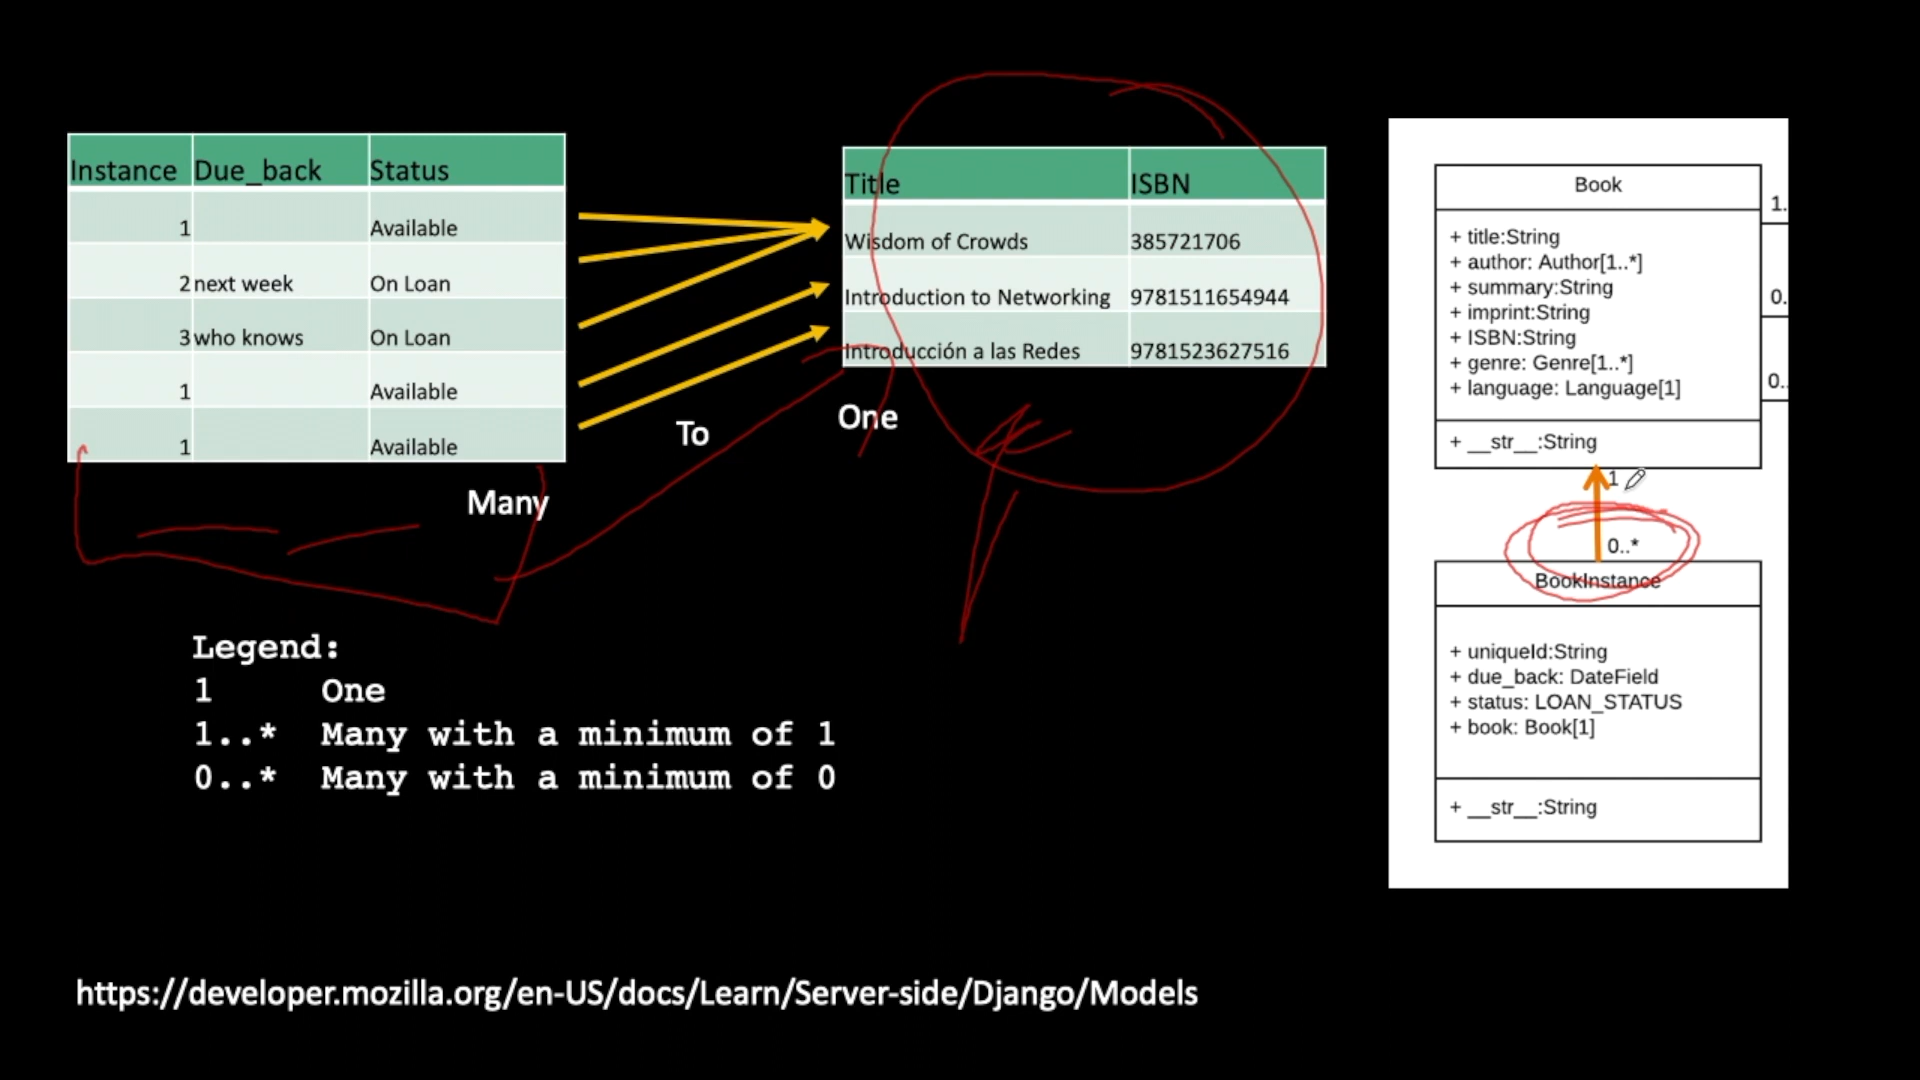 Instance Due_back Status
1 Available
2 next week On Loan
3 who knows On Loan
1 Available
1 Available
Many
To
One
Title ISBN
Wisdom of Crowds 385721706
Introduction to Networking 9781511654944
Introducción a las Redes 9781523627516
Legend:
1 One
1..* Many with a minimum of 1
0..* Many with a minimum of 0
Book
+ title:String
+ author: Author[1..*]
+ summary:String
+ imprint:String
+ ISBN:String
+ genre: Genre[1..*]
+ language: Language[1]
+ __str__:String
1.
0.
0..
1
0..*
BookInstance
+ uniqueId:String
+ due_back: DateField
+ status: LOAN_STATUS
+ book: Book[1]
+ __str__:String
https://developer.mozilla.org/en-US/docs/Learn/Server-side/Django/Models